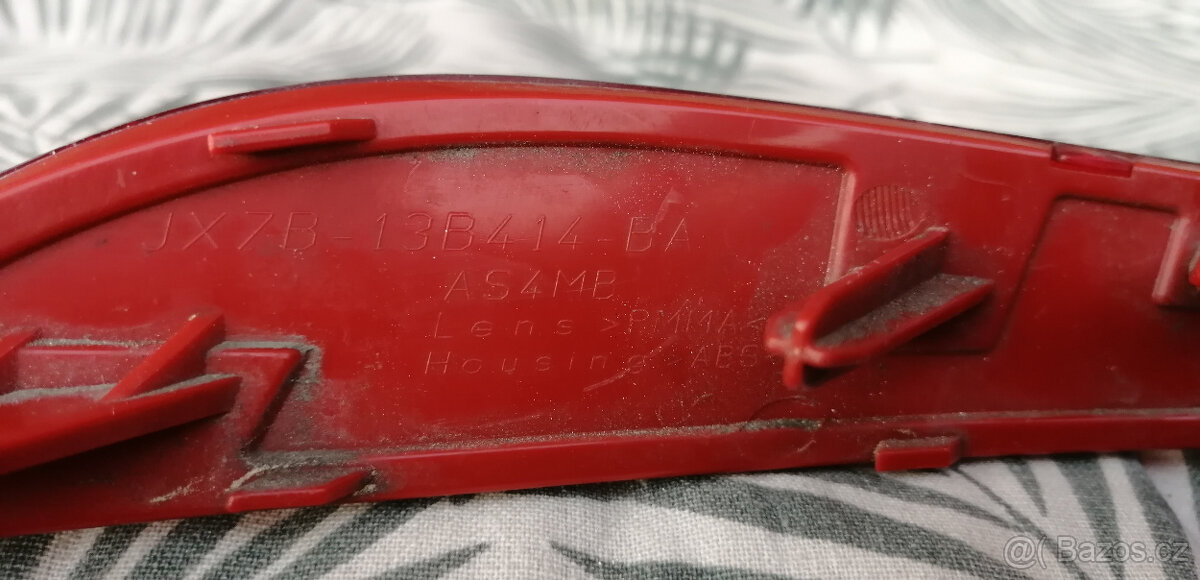 JX7B-13B414-BA
AS4MB
Lens >PMMA<
Housing >ABS
@( Bazos.cz